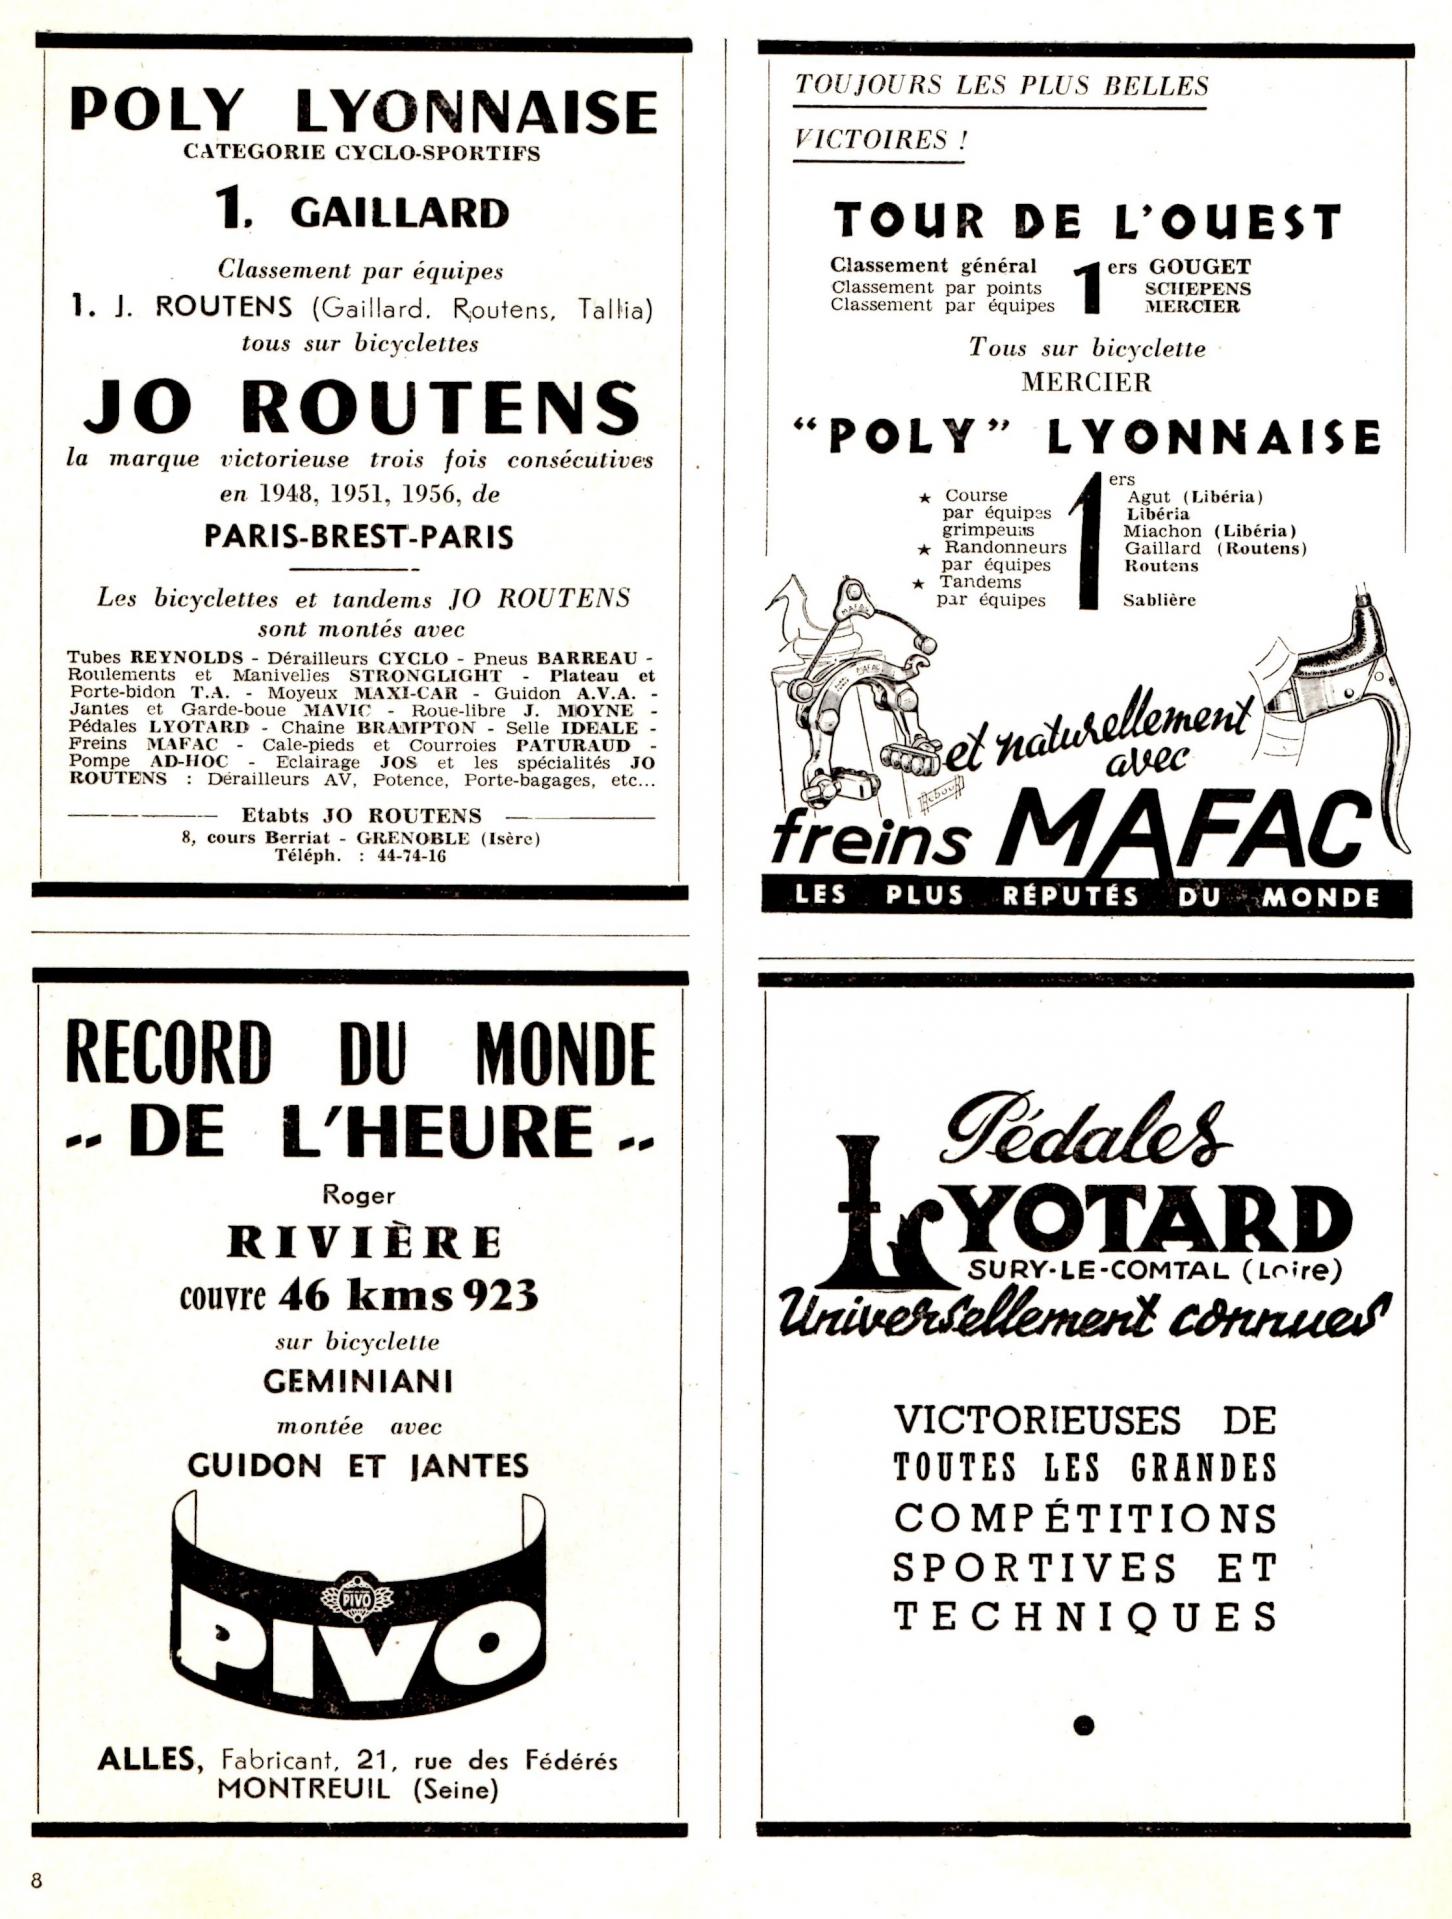 POLY LYONNAISE
CATEGORIE CYCLO-SPORTIFS
1. GAILLARD
Classement par équipes
1. J. ROUTENS (Gaillard. Routens, Tallia)
tous sur bicyclettes
JO ROUTENS
la marque victorieuse trois fois consécutives
en 1948, 1951, 1956, de
PARIS-BREST-PARIS
Les bicyclettes et tandems JO ROUTENS
sont montés avec
Tubes REYNOLDS - Dérailleurs CYCLO - Pneus BARREAU -
Roulements et Manivelles STRONGLIGHT - Plateau et
Porte-bidon T.A. - Moyeux MAXI-CAR - Guidon A.V.A. -
Jantes et Garde-boue MAVIC - Roue-libre J. MOYNE -
Pédales LYOTARD - Chaine BRAMPTON - Selle IDEALE -
Freins MAFAC - Cale-pieds et Courroies PATURAUD -
Pompe AD-HOC - Eclairage JOS et les spécialités JO
ROUTENS : Dérailleurs AV, Potence, Porte-bagages, etc...
Etabts JO ROUTENS
8, cours Berriat - GRENOBLE (Isère)
Téléph. : 44-74-16
TOUJOURS LES PLUS BELLES
VICTOIRES !
TOUR DE L'OUEST
Classement général 1ers GOUGET
Classement par points SCHEPENS
Classement par équipes MERCIER
Tous sur bicyclette
MERCIER
"POLY" LYONNAISE
1ers
★ Course Agut (Libéria)
par équipes Libéria
grimpeurs Miachon (Libéria)
★ Randonneurs Gaillard (Routens)
par équipes Routens
★ Tandems
par équipes Sablière
MAFAC
MAFAC
et naturellement
avec
Rebour
freins MAFAC
LES PLUS RÉPUTÉS DU MONDE
RECORD DU MONDE
-- DE L'HEURE --
Roger
RIVIÈRE
couvre 46 kms 923
sur bicyclette
GEMINIANI
montée avec
GUIDON ET JANTES
PIVO
PIVO
ALLES, Fabricant, 21, rue des Fédérés
MONTREUIL (Seine)
Pédales
LYOTARD
SURY-LE-COMTAL (Loire)
Universellement connues
VICTORIEUSES DE
TOUTES LES GRANDES
COMPÉTITIONS
SPORTIVES ET
TECHNIQUES
8